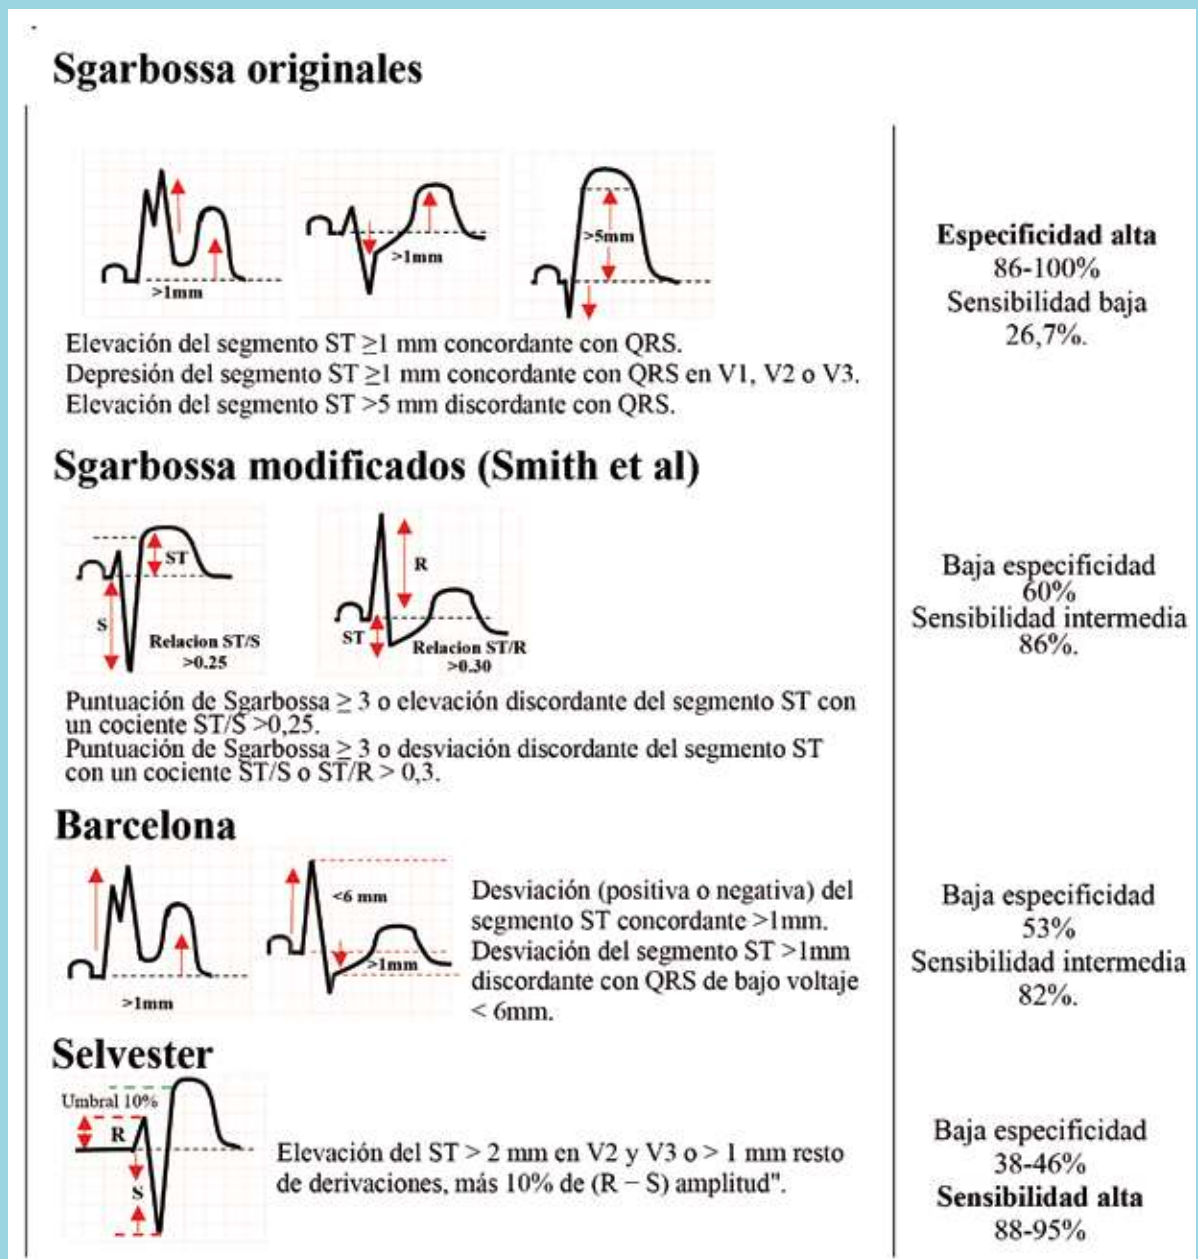 Sgarbossa originales
>1mm
>1mm
>5mm
Elevación del segmento ST ≥1 mm concordante con QRS.
Depresión del segmento ST ≥1 mm concordante con QRS en V1, V2 o V3.
Elevación del segmento ST >5 mm discordante con QRS.
Especificidad alta
86-100%
Sensibilidad baja
26,7%.
Sgarbossa modificados (Smith et al)
ST
S
Relacion ST/S
>0.25
R
ST
Relacion ST/R
>0.30
Puntuación de Sgarbossa ≥ 3 o elevación discordante del segmento ST con
un cociente ST/S >0,25.
Puntuación de Sgarbossa ≥ 3 o desviación discordante del segmento ST
con un cociente ST/S o ST/R > 0,3.
Baja especificidad
60%
Sensibilidad intermedia
86%.
Barcelona
>1mm
<6 mm
>1mm
Desviación (positiva o negativa) del
segmento ST concordante >1mm.
Desviación del segmento ST >1mm
discordante con QRS de bajo voltaje
< 6mm.
Baja especificidad
53%
Sensibilidad intermedia
82%.
Selvester
Umbral 10%
R
S
Elevación del ST > 2 mm en V2 y V3 o > 1 mm resto
de derivaciones, más 10% de (R − S) amplitud".
Baja especificidad
38-46%
Sensibilidad alta
88-95%